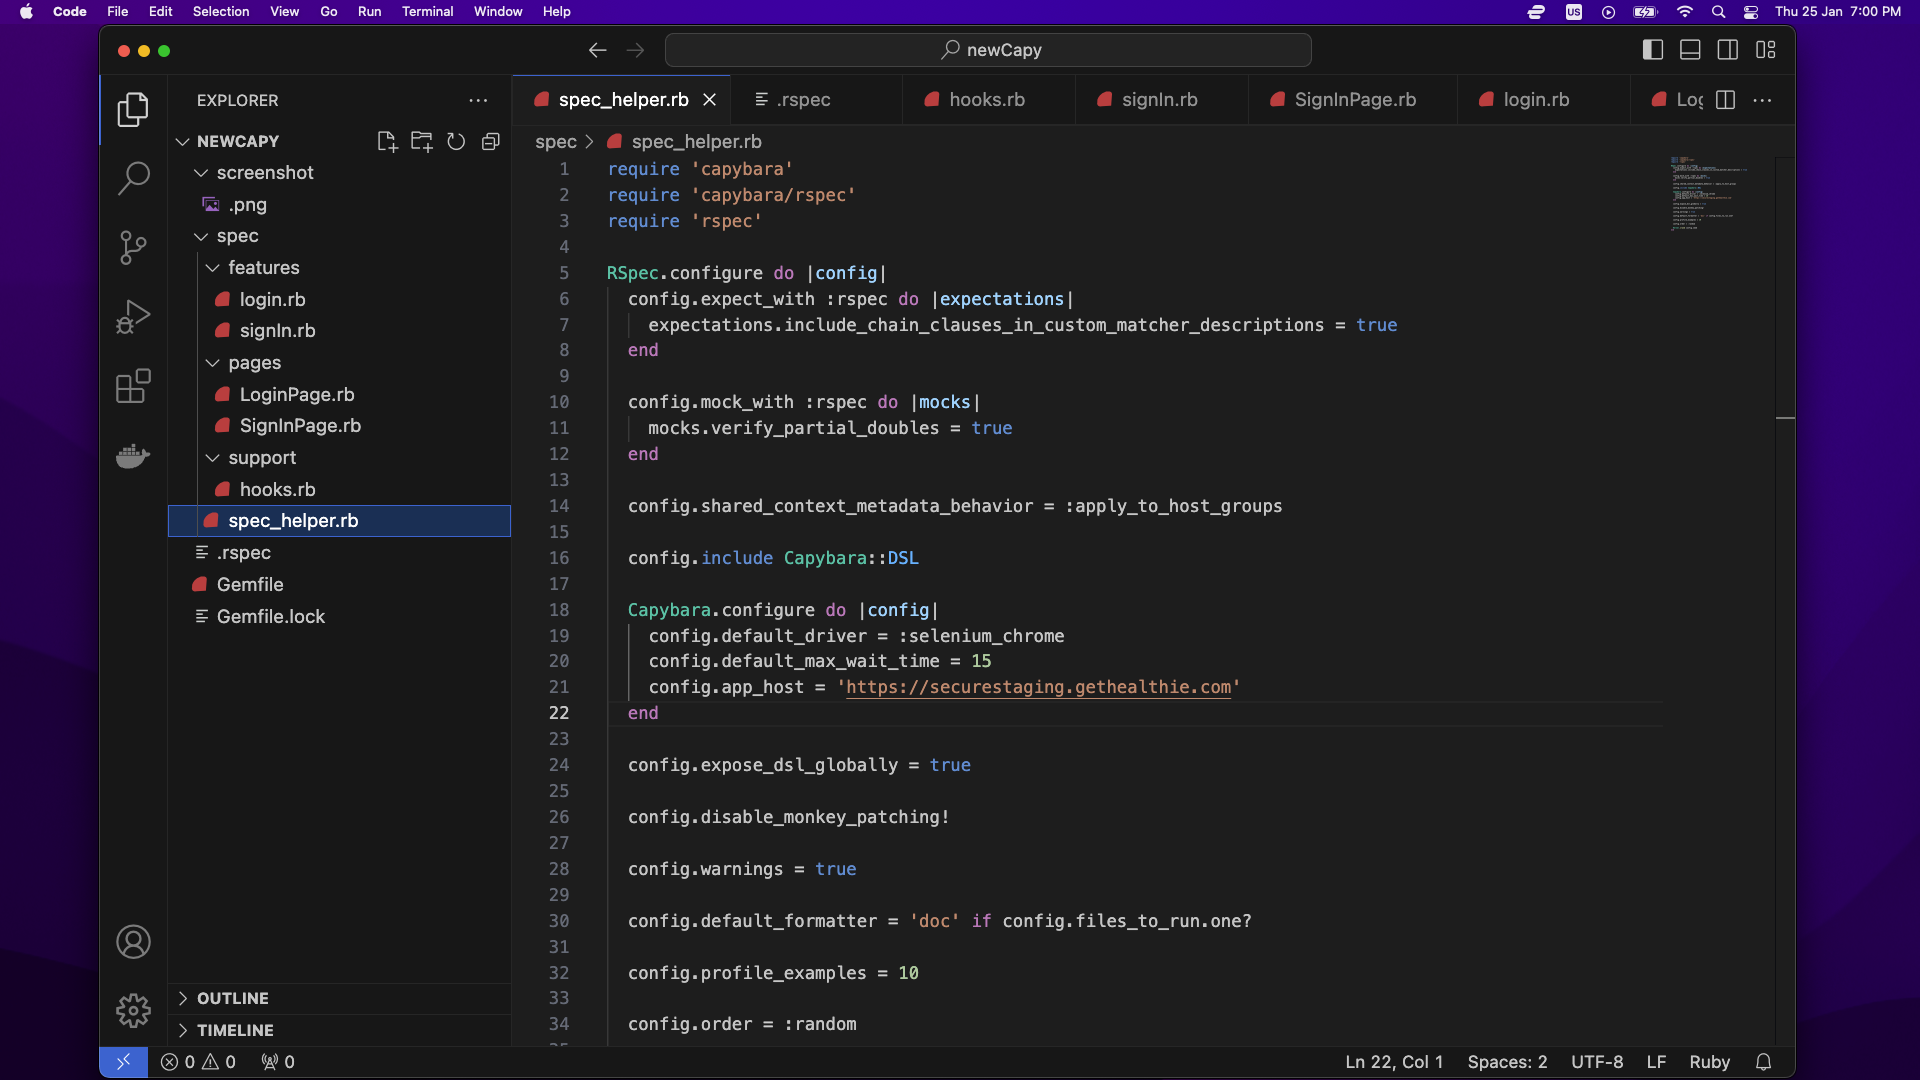 Code File Edit Selection View Go Run Terminal Window Help
US
Thu 25 Jan 7:00 PM
newCapy
EXPLORER
NEWCAPY
screenshot
.png
spec
features
login.rb
signIn.rb
pages
LoginPage.rb
SignInPage.rb
support
hooks.rb
spec_helper.rb
.rspec
Gemfile
Gemfile.lock
OUTLINE
TIMELINE
spec_helper.rb
.rspec
hooks.rb
signIn.rb
SignInPage.rb
login.rb
spec > spec_helper.rb
1 require 'capybara'
2 require 'capybara/rspec'
3 require 'rspec'
4
5 RSpec.configure do |config|
6 config.expect_with :rspec do |expectations|
7 expectations.include_chain_clauses_in_custom_matcher_descriptions = true
8 end
9
10 config.mock_with :rspec do |mocks|
11 mocks.verify_partial_doubles = true
12 end
13
14 config.shared_context_metadata_behavior = :apply_to_host_groups
15
16 config.include Capybara::DSL
17
18 Capybara.configure do |config|
19 config.default_driver = :selenium_chrome
20 config.default_max_wait_time = 15
21 config.app_host = 'https://securestaging.gethealthie.com'
22 end
23
24 config.expose_dsl_globally = true
25
26 config.disable_monkey_patching!
27
28 config.warnings = true
29
30 config.default_formatter = 'doc' if config.files_to_run.one?
31
32 config.profile_examples = 10
33
34 config.order = :random
0 0 0
Ln 22, Col 1 Spaces: 2 UTF-8 LF Ruby